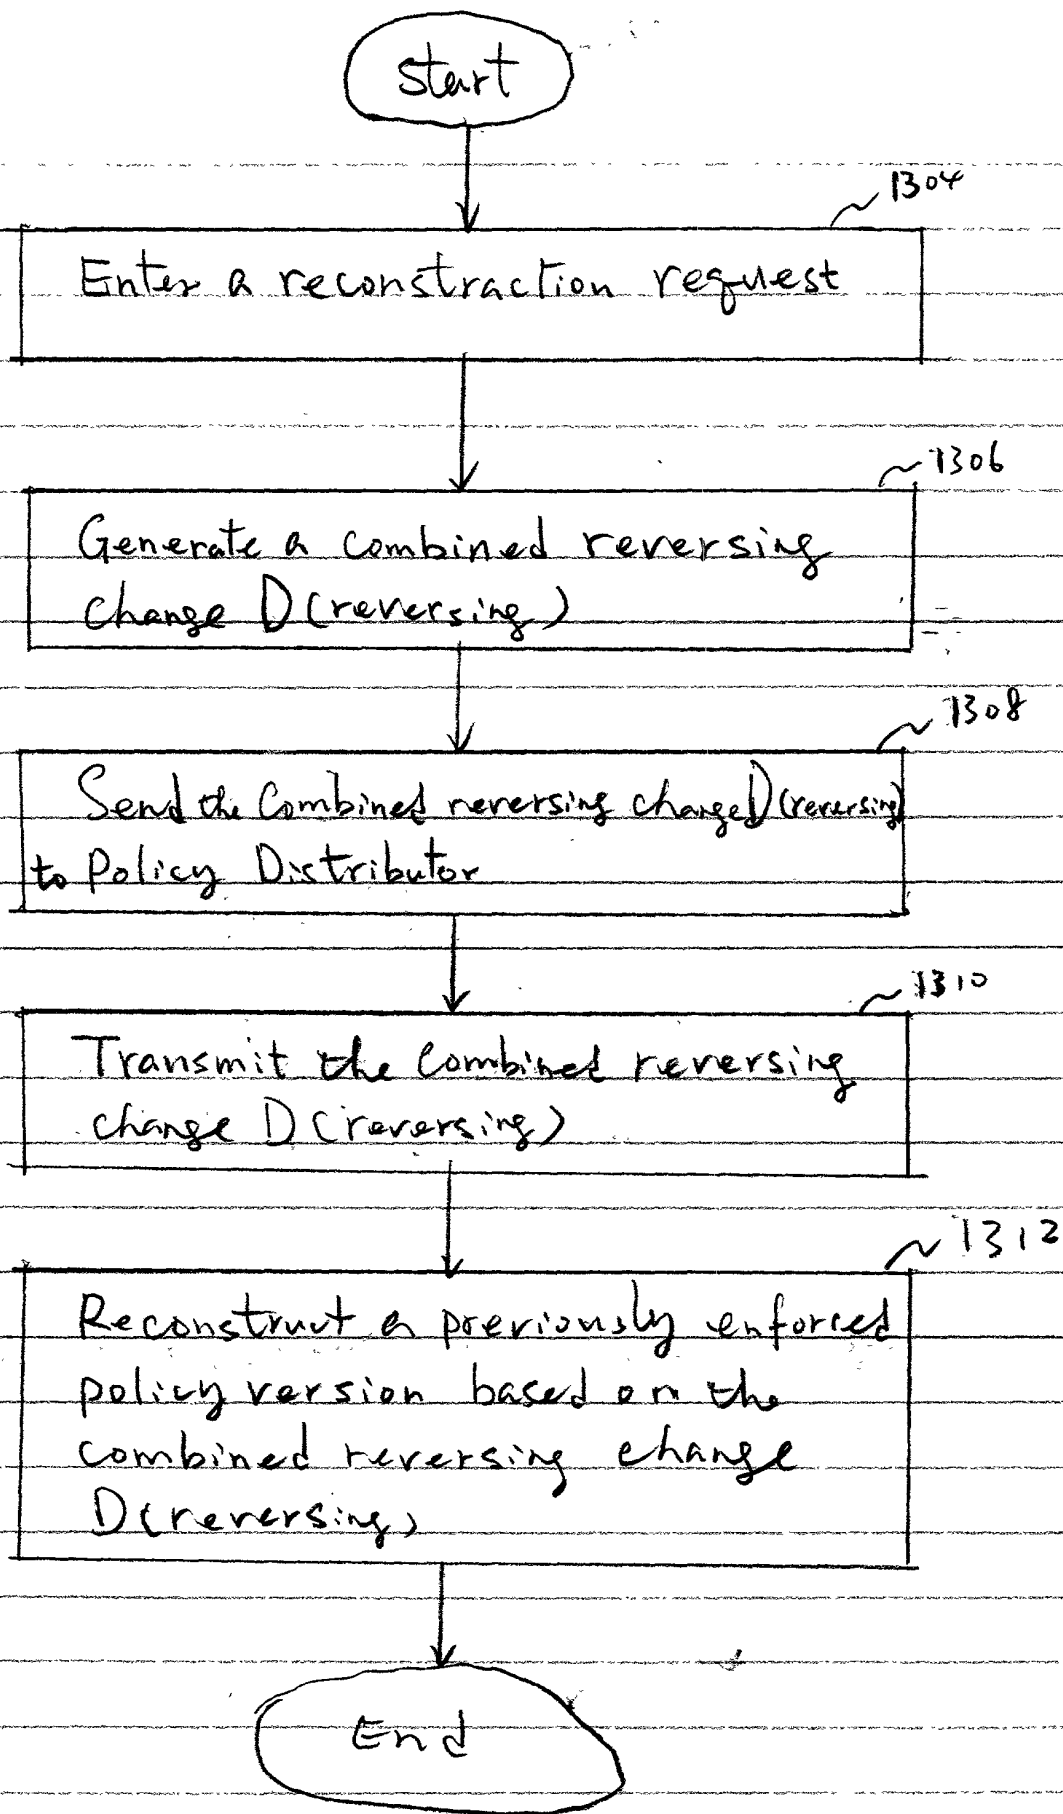 Start
1304
Enter a reconstraction request
1306
Generate a combined reversing
change D(reversing)
1308
Send the Combined reversing change D(reversing)
to Policy Distributor
1310
Transmit the Combined reversing
change D(reversing)
1312
Reconstruct a previously enforced
policy version based on the
combined reversing change
D(reversing)
End